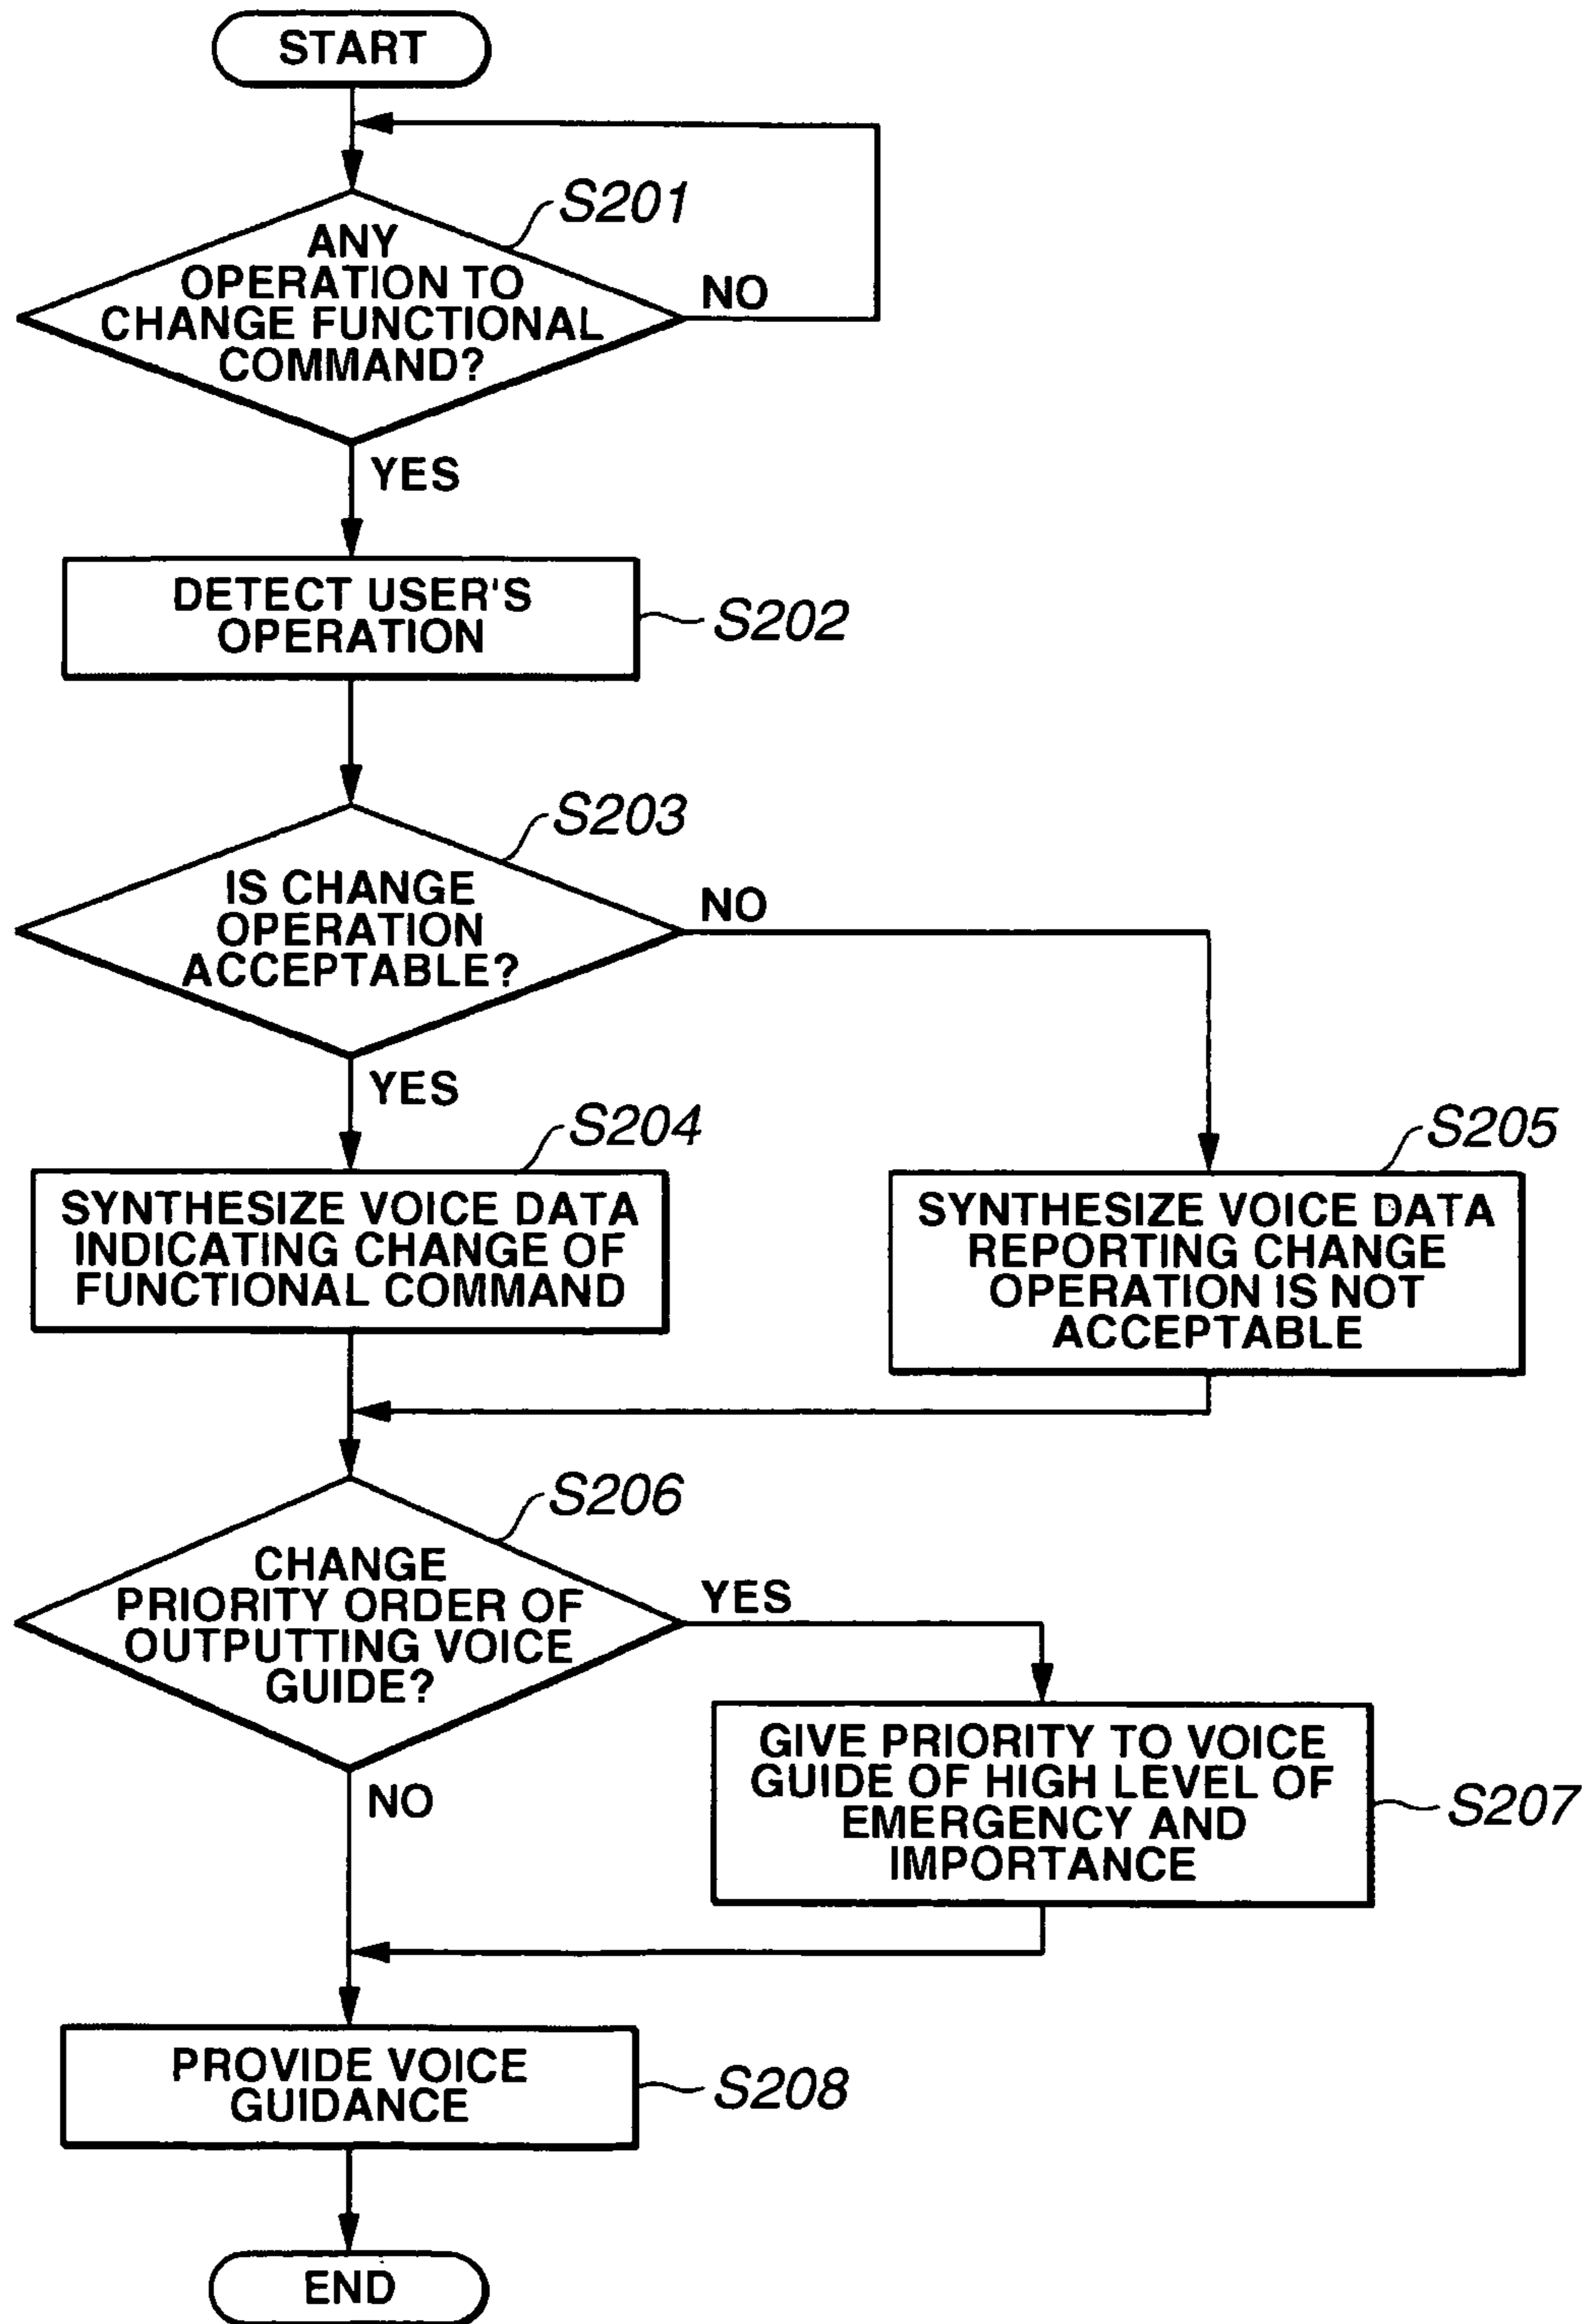 START
S201
ANY
OPERATION TO
CHANGE FUNCTIONAL
COMMAND?
NO
YES
DETECT USER'S
OPERATION
S202
S203
IS CHANGE
OPERATION
ACCEPTABLE?
NO
YES
S204
SYNTHESIZE VOICE DATA
INDICATING CHANGE OF
FUNCTIONAL COMMAND
S205
SYNTHESIZE VOICE DATA
REPORTING CHANGE
OPERATION IS NOT
ACCEPTABLE
S206
CHANGE
PRIORITY ORDER OF
OUTPUTTING VOICE
GUIDE?
YES
NO
GIVE PRIORITY TO VOICE
GUIDE OF HIGH LEVEL OF
EMERGENCY AND
IMPORTANCE
S207
PROVIDE VOICE
GUIDANCE
S208
END